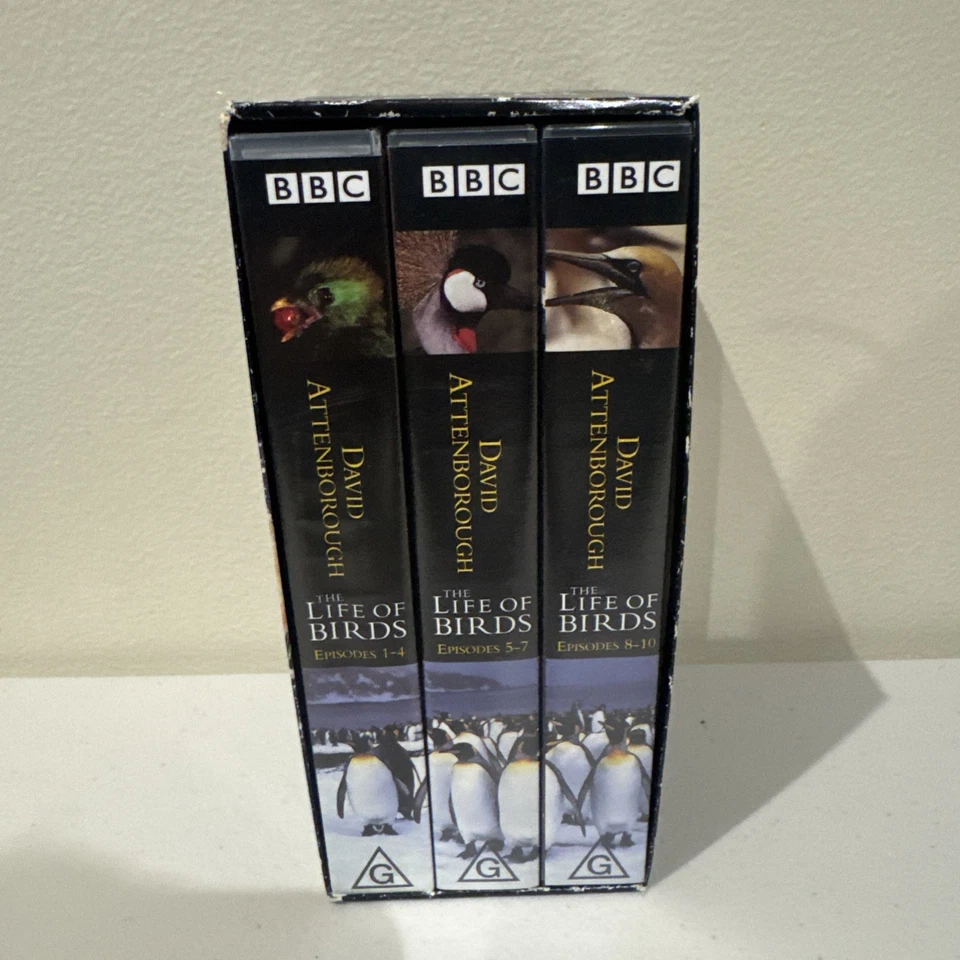 BBC
DAVID
ATTENBOROUGH
THE
LIFE OF
BIRDS
EPISODES 1-4
G
BBC
DAVID
ATTENBOROUGH
THE
LIFE OF
BIRDS
EPISODES 5-7
G
BBC
DAVID
ATTENBOROUGH
THE
LIFE OF
BIRDS
EPISODES 8-10
G